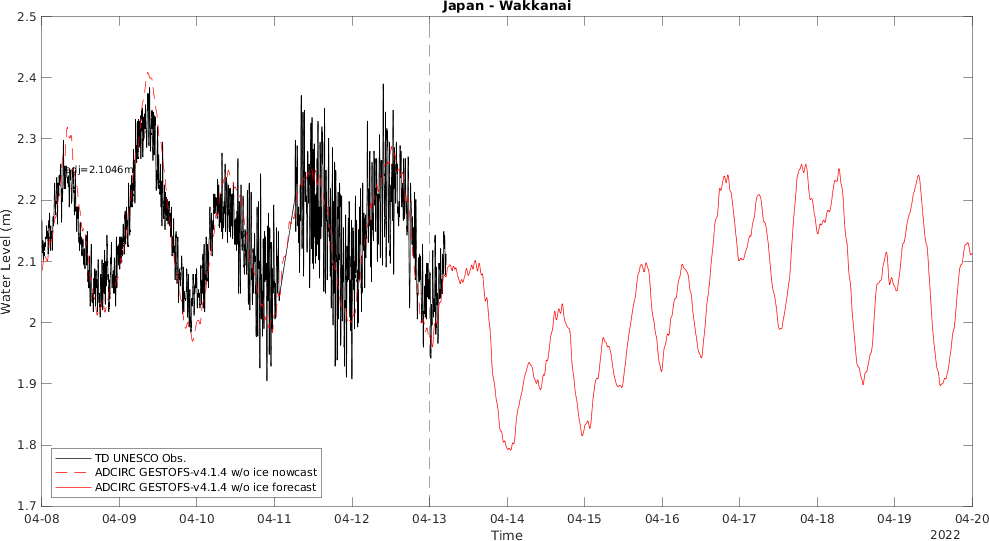 Japan - Wakkanai
2.5
2.4
2.3
2.2
2.1
2
1.9
1.8
1.7
Water Level (m)
adj=2.1046m
TD UNESCO Obs.
ADCIRC GESTOFS-v4.1.4 w/o ice nowcast
ADCIRC GESTOFS-v4.1.4 w/o ice forecast
04-08 04-09 04-10 04-11 04-12 04-13 04-14 04-15 04-16 04-17 04-18 04-19 04-20
Time
2022